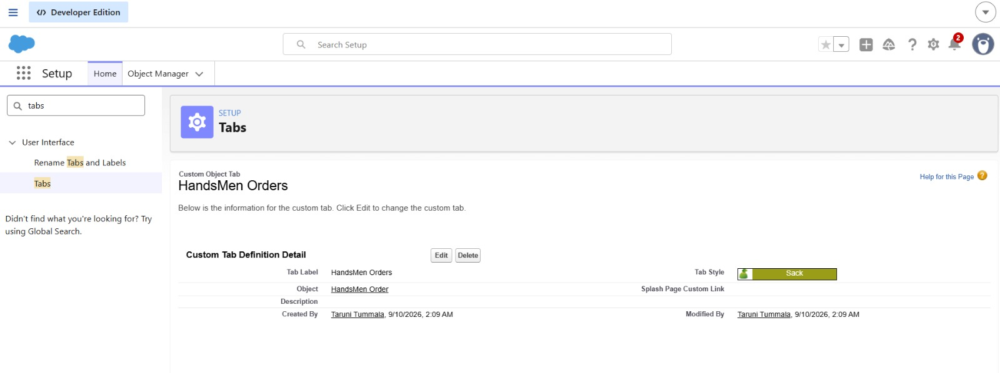 Developer Edition
Search Setup
2
Setup
Home
Object Manager
tabs
User Interface
Rename Tabs and Labels
Tabs
Didn't find what you're looking for? Try
using Global Search.
SETUP
Tabs
Custom Object Tab
HandsMen Orders
Help for this Page
Below is the information for the custom tab. Click Edit to change the custom tab.
Custom Tab Definition Detail
Edit
Delete
Tab Label HandsMen Orders
Tab Style Sack
Object HandsMen Order
Splash Page Custom Link
Description
Created By Taruni Tummala, 9/10/2026, 2:09 AM
Modified By Taruni Tummala, 9/10/2026, 2:09 AM